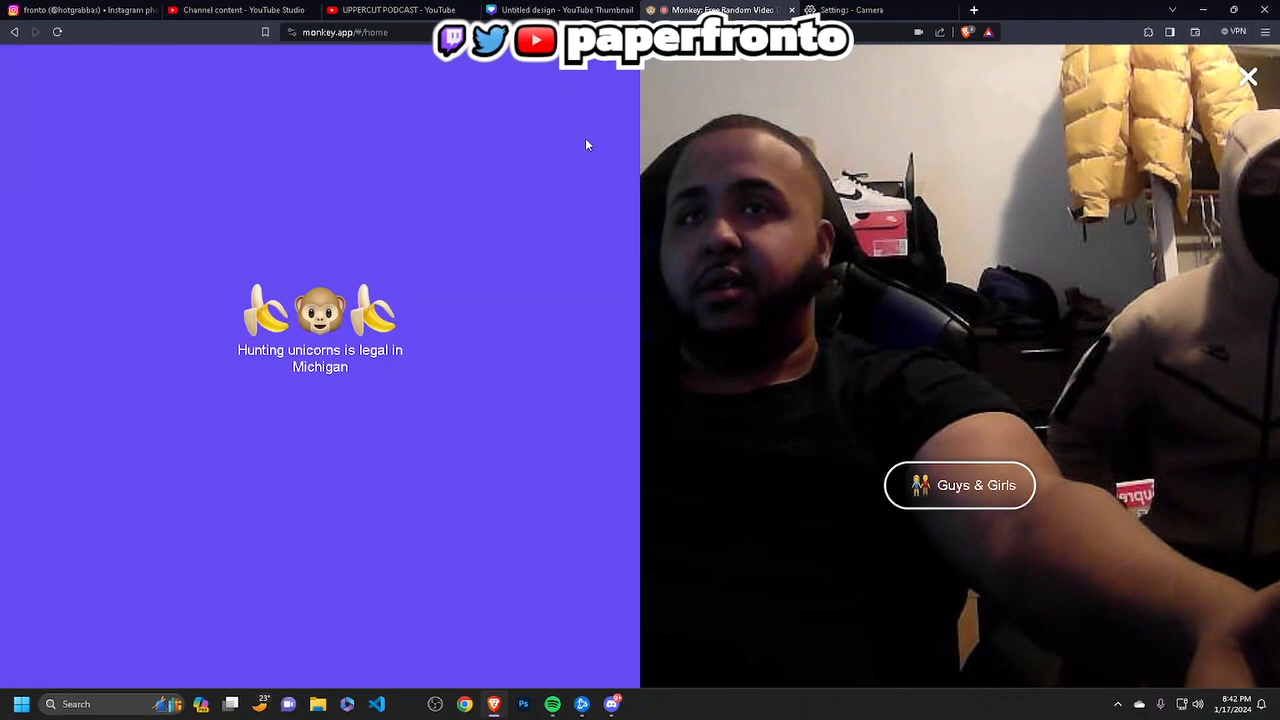 fronto (@hotgrabbas) • Instagram ph
Channel content - YouTube Studio
UPPERCUT PODCAST - YouTube
Untitled design - YouTube Thumbnail
Monkey: Free Random Video C
Settings - Camera
monkey.app/#/home
VPN
paperfronto
Hunting unicorns is legal in
Michigan
Guys & Girls
Search
23°
8:42 PM
1/17/2024